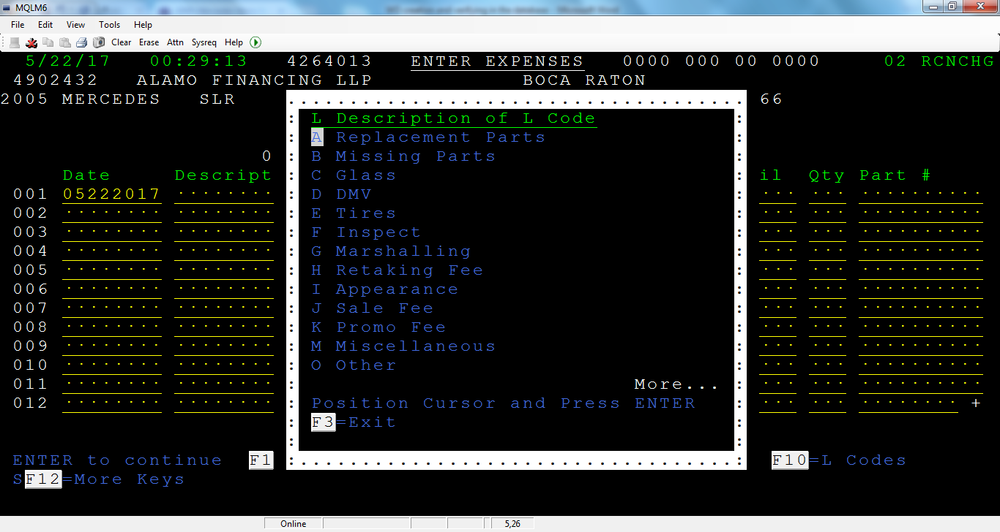 MQLM6
File Edit View Tools Help
Clear Erase Attn Sysreq Help
5/22/17 00:29:13 4264013 ENTER EXPENSES 0000 000 00 0000 02 RCNCHG
4902432 ALAMO FINANCING LLP BOCA RATON
2005 MERCEDES SLR 66
L Description of L Code
A Replacement Parts
B Missing Parts
0
C Glass
Date Descript il Qty Part #
D DMV
001 05222017
E Tires
002
F Inspect
003
G Marshalling
004
H Retaking Fee
005
I Appearance
006
J Sale Fee
007
K Promo Fee
008
M Miscellaneous
009
O Other
010
More...
011
Position Cursor and Press ENTER
012 +
F3=Exit
ENTER to continue F1 F10=L Codes
SF12=More Keys
Online 5,26